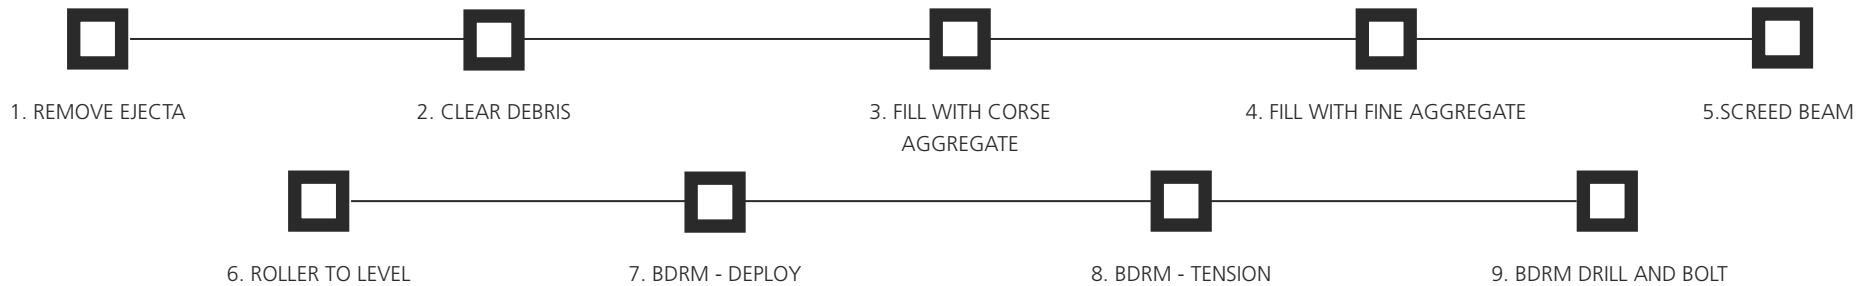 1. REMOVE EJECTA
2. CLEAR DEBRIS
3. FILL WITH CORSE
AGGREGATE
4. FILL WITH FINE AGGREGATE
5.SCREED BEAM
6. ROLLER TO LEVEL
7. BDRM - DEPLOY
8. BDRM - TENSION
9. BDRM DRILL AND BOLT